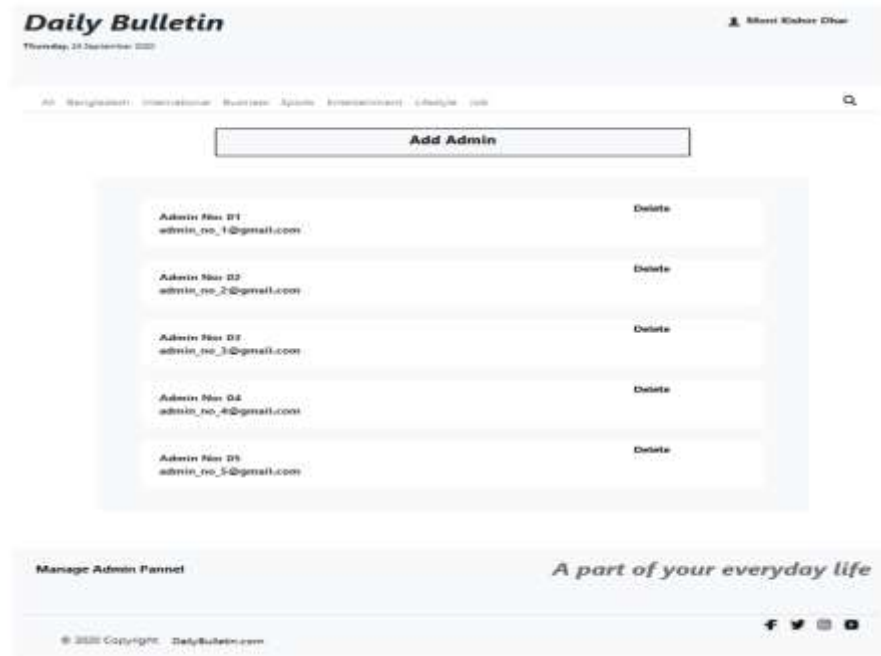 Daily Bulletin
Moni Kishor Dhar
Thursday, 24 September 2020
All Bangladesh International Business Sports Entertainment Lifestyle Job
Add Admin
Admin No: 01
admin_no_1@gmail.com
Delete
Admin No: 02
admin_no_2@gmail.com
Delete
Admin No: 03
admin_no_3@gmail.com
Delete
Admin No: 04
admin_no_4@gmail.com
Delete
Admin No: 05
admin_no_5@gmail.com
Delete
Manage Admin Pannel
A part of your everyday life
© 2020 Copyright: DailyBulletin.com